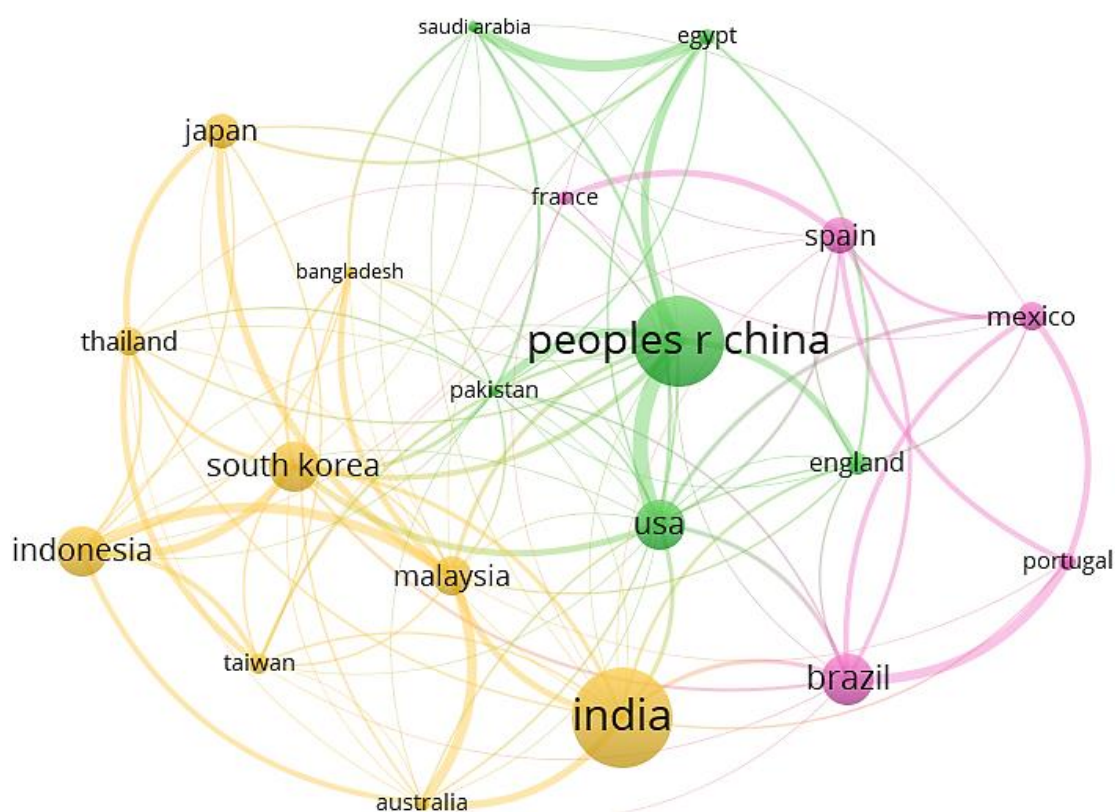 saudi arabia
egypt
japan
france
spain
bangladesh
mexico
thailand
peoples r china
pakistan
south korea
england
usa
indonesia
malaysia
portugal
taiwan
brazil
india
australia